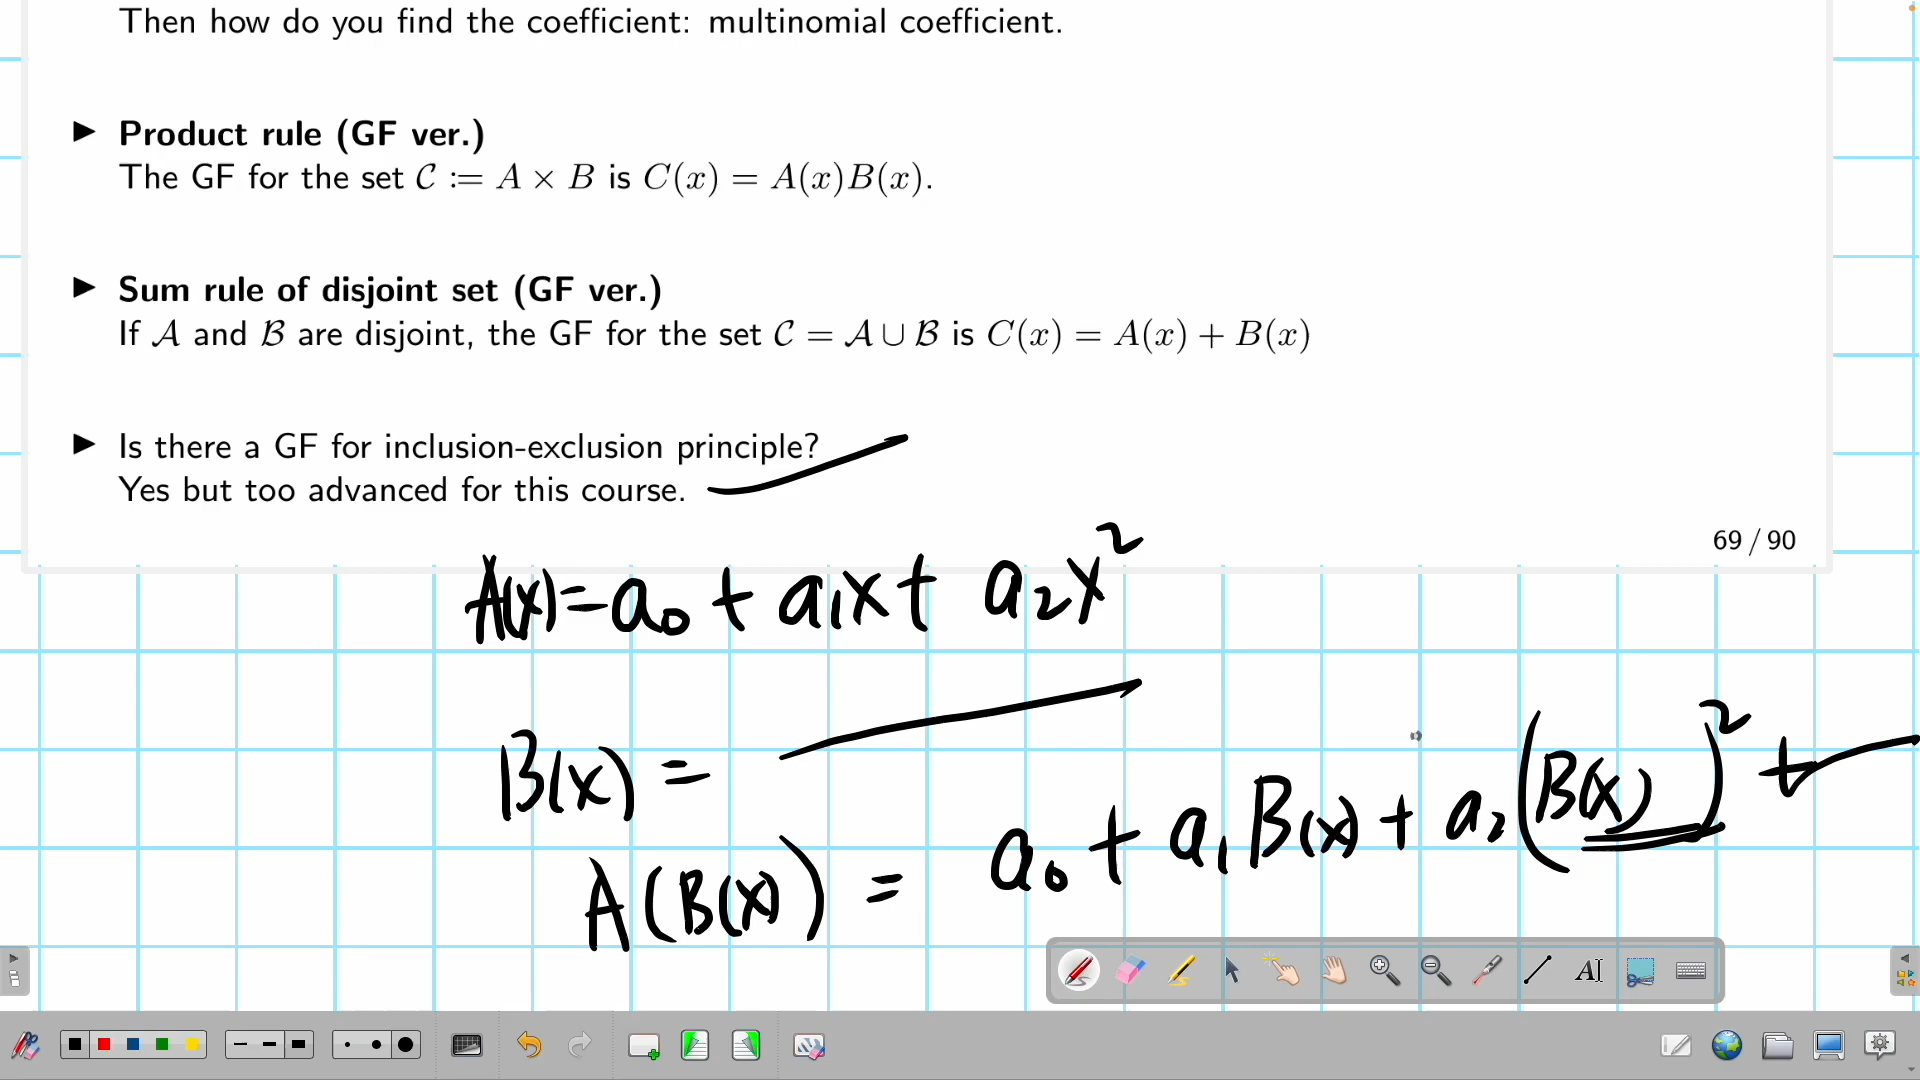 Then how do you find the coefficient: multinomial coefficient.
▶ Product rule (GF ver.)
The GF for the set 𝒞 := A × B is C(x) = A(x)B(x).
▶ Sum rule of disjoint set (GF ver.)
If 𝒜 and ℬ are disjoint, the GF for the set 𝒞 = 𝒜 ∪ ℬ is C(x) = A(x) + B(x)
▶ Is there a GF for inclusion-exclusion principle?
Yes but too advanced for this course.
69 / 90
A(x) = a₀ + a₁x + a₂x²
B(x) =
A(B(x)) = a₀ + a₁B(x) + a₂(B(x))² +
AI